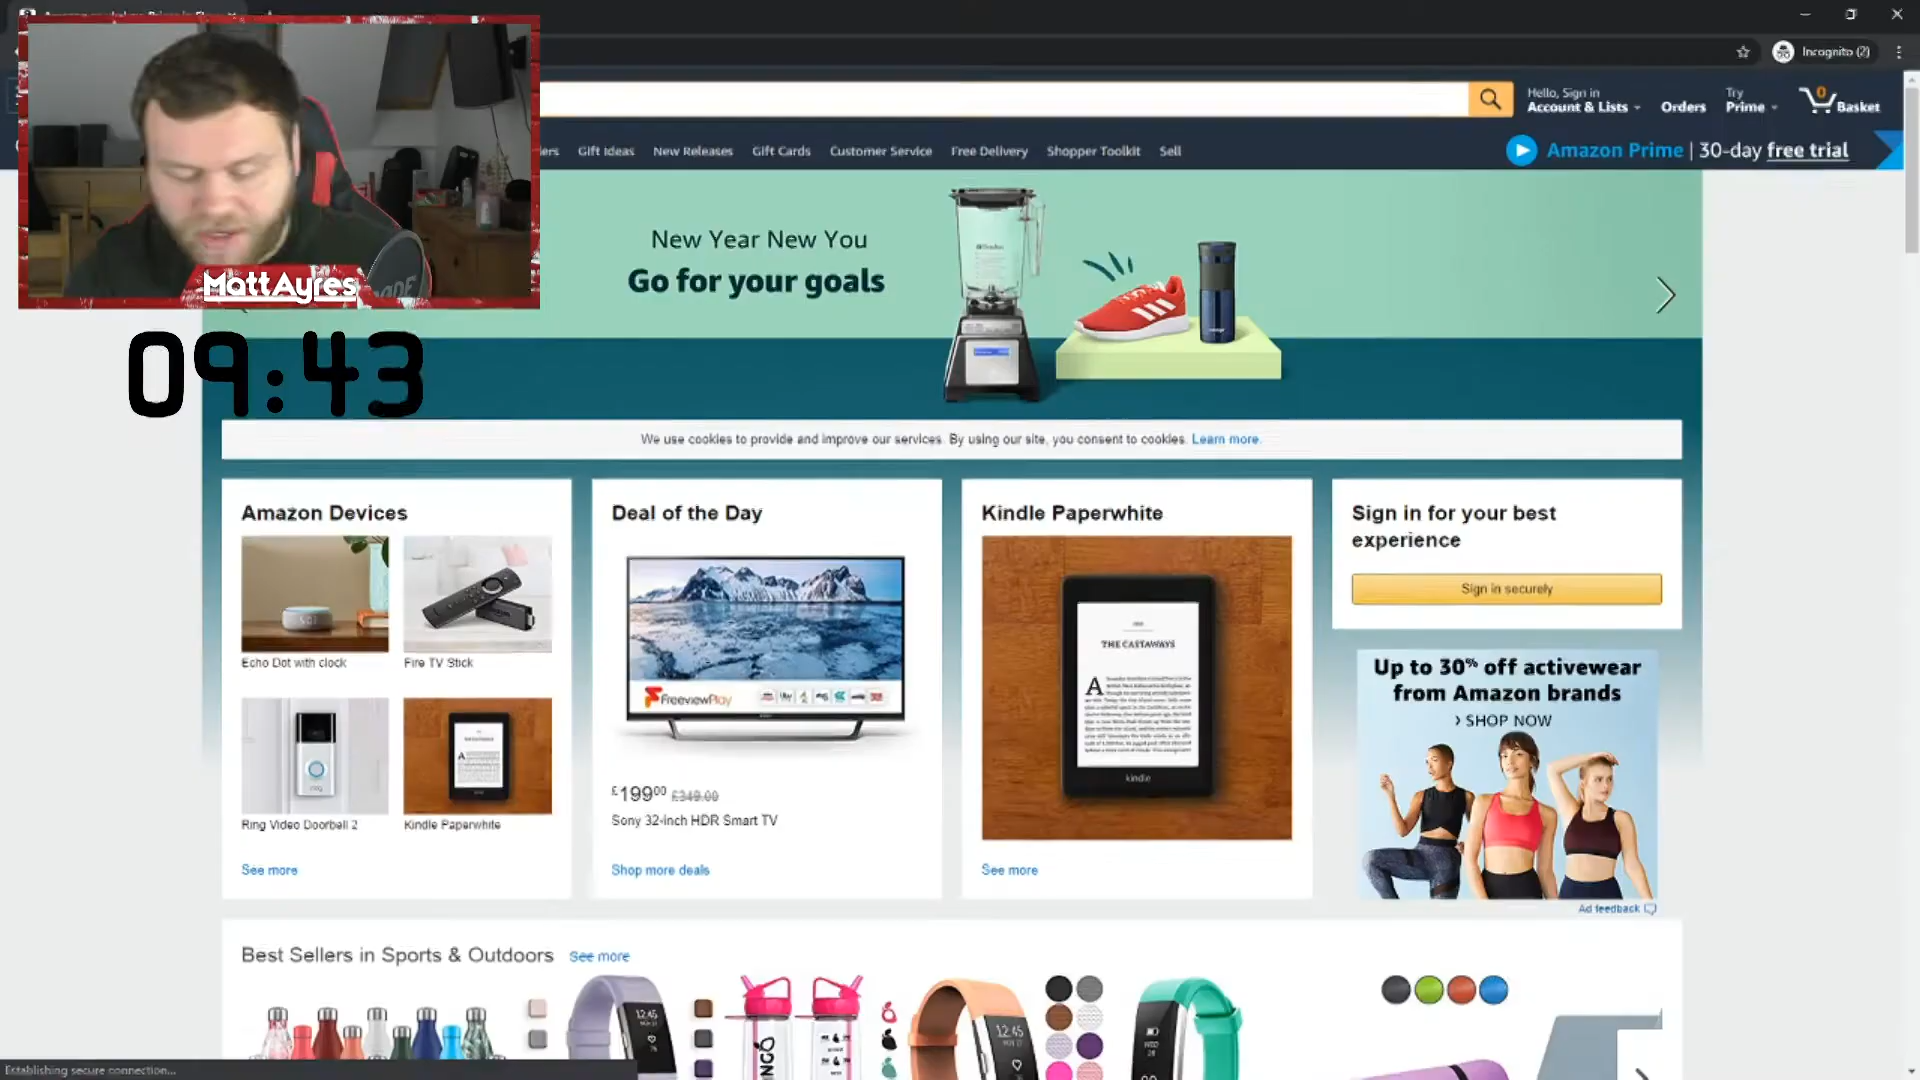 Incognito (2)
Hello, Sign in
Account & Lists
Orders
Try
Prime
0
Basket
Gift Ideas
New Releases
Gift Cards
Customer Service
Free Delivery
Shopper Toolkit
Sell
Amazon Prime | 30-day free trial
MattAyres
09:43
New Year New You
Go for your goals
We use cookies to provide and improve our services. By using our site, you consent to cookies. Learn more.
Amazon Devices
Echo Dot with clock
Fire TV Stick
Ring Video Doorbell 2
Kindle Paperwhite
See more
Deal of the Day
FreeviewPlay
£19900 £349.00
Sony 32-inch HDR Smart TV
Shop more deals
Kindle Paperwhite
THE CASTAWAYS
kindle
See more
Sign in for your best
experience
Sign in securely
Up to 30% off activewear
from Amazon brands
› SHOP NOW
Ad feedback
Best Sellers in Sports & Outdoors See more
12:45
12:45
Establishing secure connection...